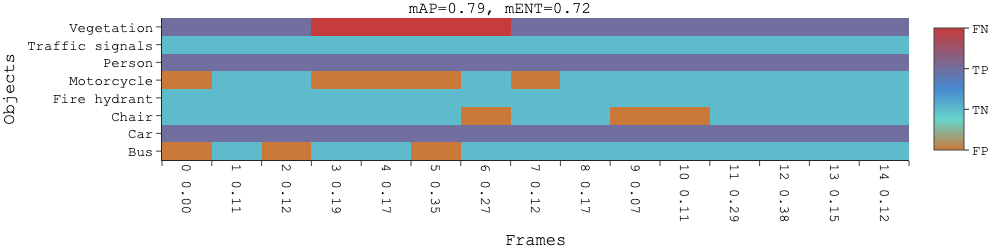 mAP=0.79, mENT=0.72
Objects
Vegetation
Traffic signals
Person
Motorcycle
Fire hydrant
Chair
Car
Bus
0 0.00
1 0.11
2 0.12
3 0.19
4 0.17
5 0.35
6 0.27
7 0.12
8 0.17
9 0.07
10 0.11
11 0.29
12 0.38
13 0.15
14 0.12
Frames
FN
TP
TN
FP